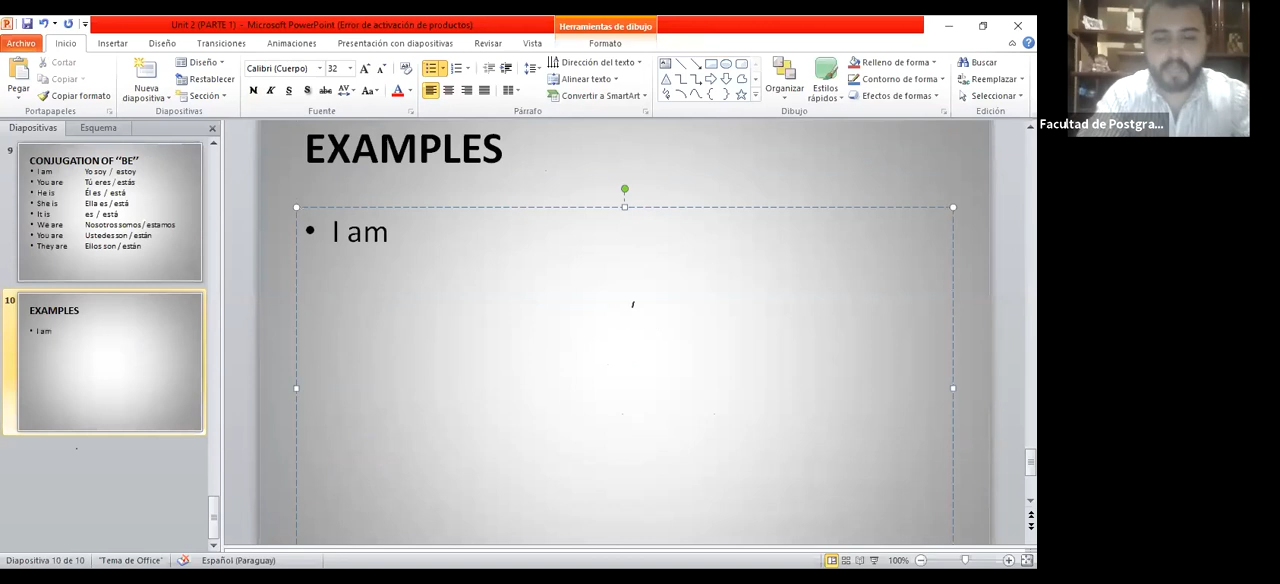 Unit 2 (PARTE 1) - Microsoft PowerPoint (Error de activación de productos)
Herramientas de dibujo
Archivo Inicio Insertar Diseño Transiciones Animaciones Presentación con diapositivas Revisar Vista Formato
Pegar
Cortar
Copiar
Copiar formato
Portapapeles
Nueva diapositiva
Diseño
Restablecer
Sección
Diapositivas
Calibri (Cuerpo) 32
N K S S abc AV Aa A
Fuente
Dirección del texto
Alinear texto
Convertir a SmartArt
Párrafo
Organizar
Estilos rápidos
Relleno de forma
Contorno de forma
Efectos de formas
Dibujo
Buscar
Reemplazar
Seleccionar
Edición
Facultad de Postgra...
Diapositivas Esquema
9
CONJUGATION OF “BE”
• I am Yo soy / estoy
• You are Tú eres / estás
• He is Él es / está
• She is Ella es / está
• It is es / está
• We are Nosotros somos / estamos
• You are Ustedes son / están
• They are Ellos son / están
10
EXAMPLES
• I am
EXAMPLES
• I am
Diapositiva 10 de 10 "Tema de Office" Español (Paraguay) 100%